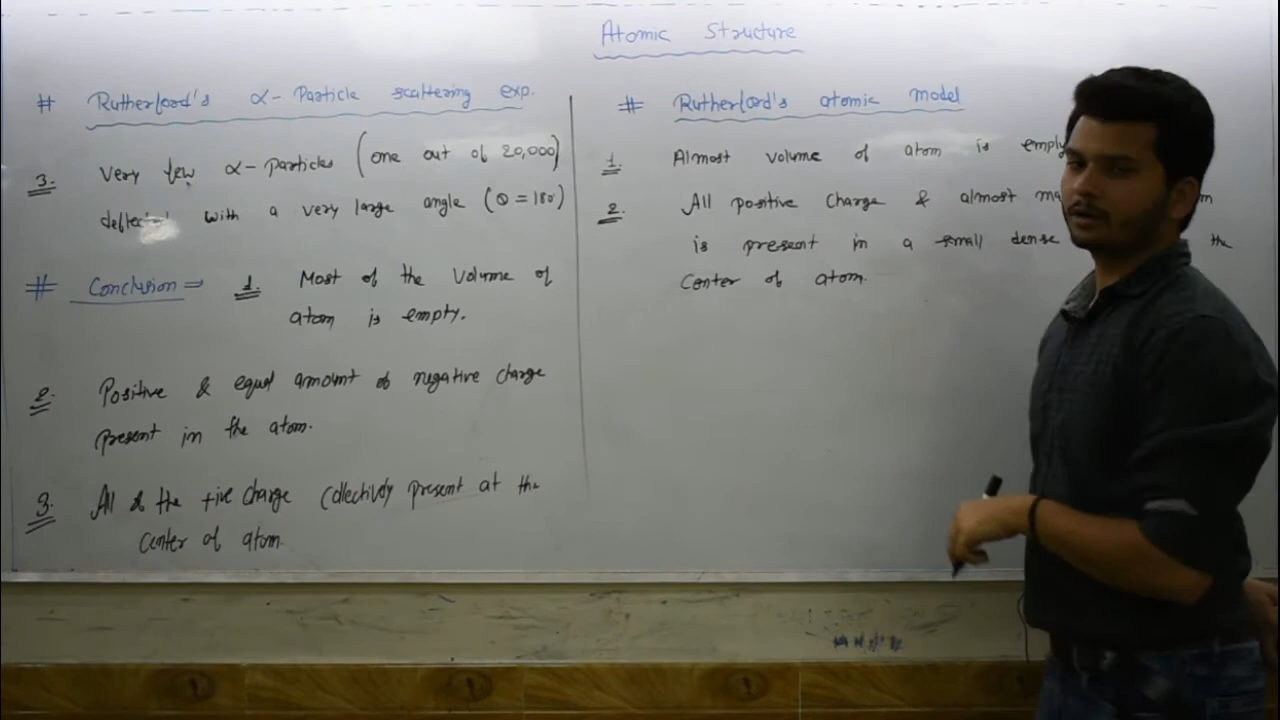 Atomic Structure
# Rutherford's α-Particle scattering exp.
3. Very few α-Particles (one out of 20,000)
deflected with a very large angle (θ = 180°)
# Conclusion ⇒ 1. Most of the Volume of
atom is empty.
2. Positive & equal amount of negative charge
present in the atom.
3. All of the +ive charge Collectively present at the
center of atom.
# Rutherford's atomic model
1. Almost volume of atom is empty
2. All positive Charge & almost
is present in a small dense the
Center of atom.